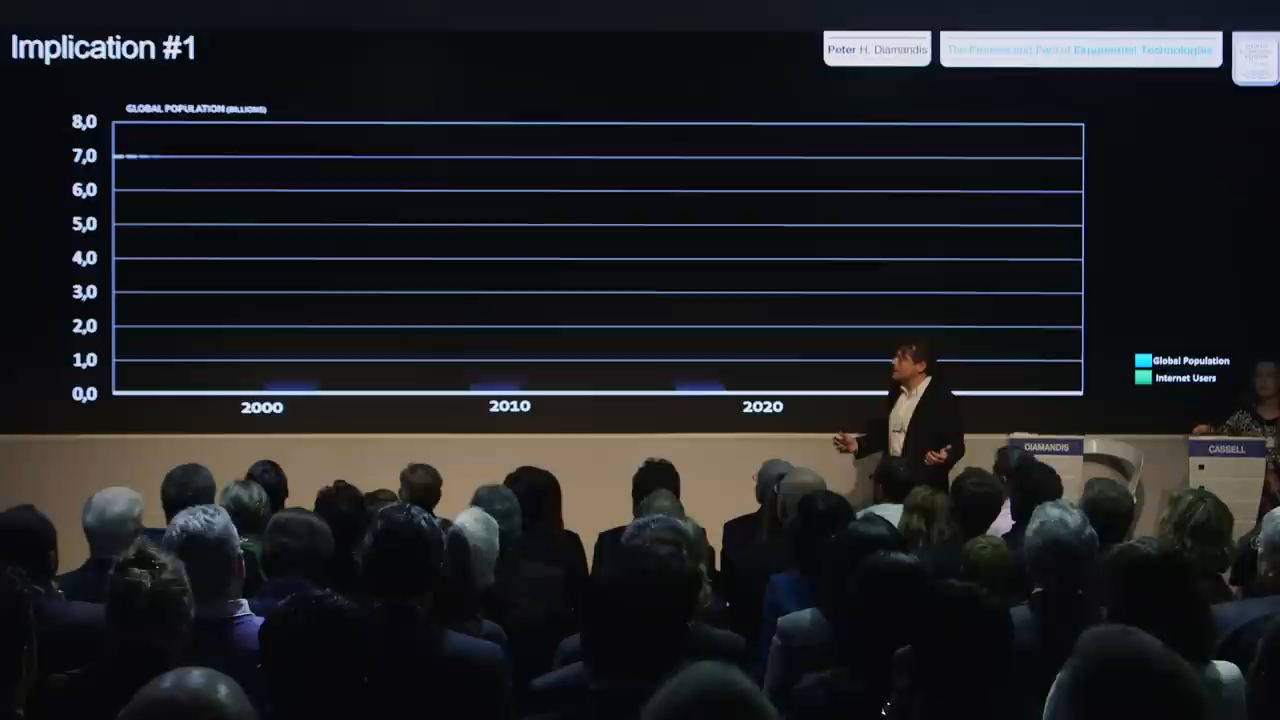 Implication #1
Peter H. Diamandis
The Promise and Peril of Exponential Technologies
GLOBAL POPULATION (BILLIONS)
8,0
7,0
6,0
5,0
4,0
3,0
2,0
1,0
0,0
2000
2010
2020
Global Population
Internet Users
DIAMANDIS
CASSELL